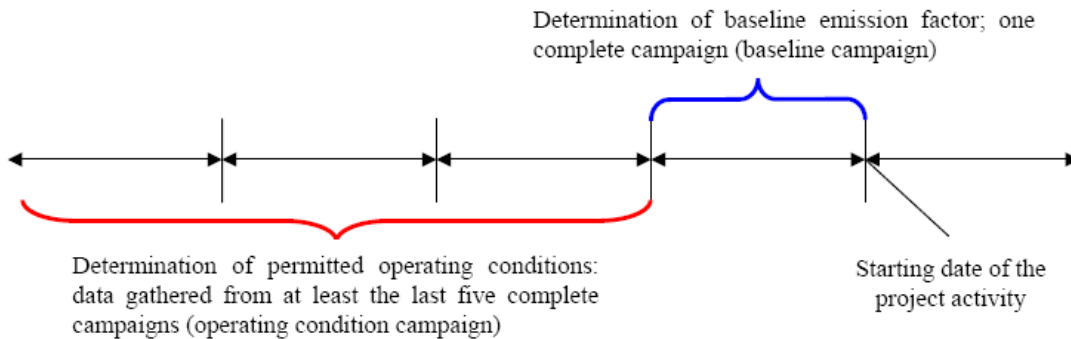 Determination of baseline emission factor; one
complete campaign (baseline campaign)
Determination of permitted operating conditions:
data gathered from at least the last five complete
campaigns (operating condition campaign)
Starting date of the
project activity